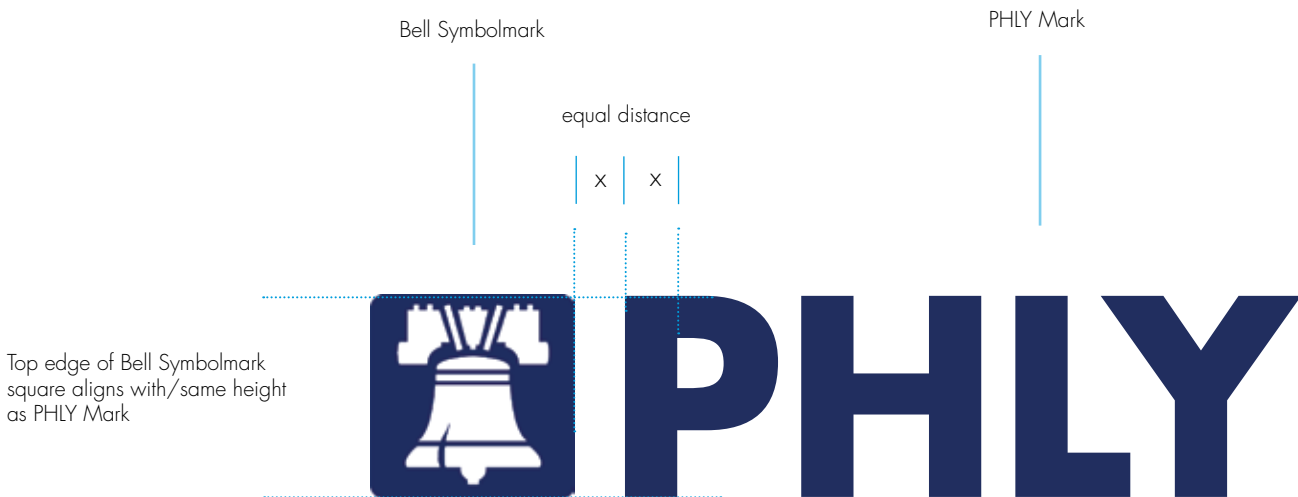 Bell Symbolmark
PHLY Mark
equal distance
x x
Top edge of Bell Symbolmark
square aligns with/same height
as PHLY Mark
PHLY